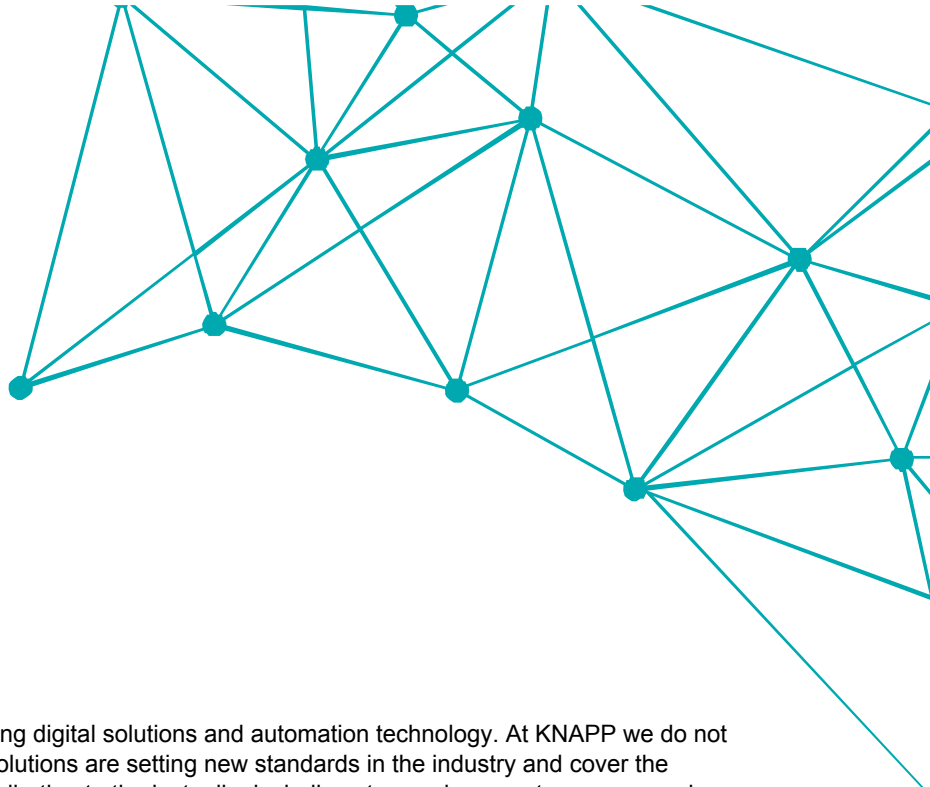 ng digital solutions and automation technology. At KNAPP we do not
olutions are setting new standards in the industry and cover the